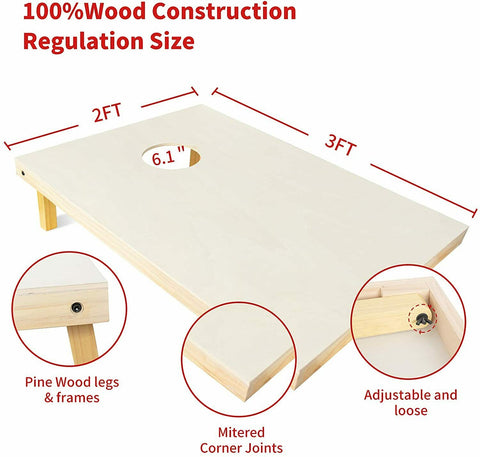 100%Wood Construction
Regulation Size
2FT
3FT
6.1 "
Pine Wood legs
& frames
Mitered
Corner Joints
Adjustable and
loose